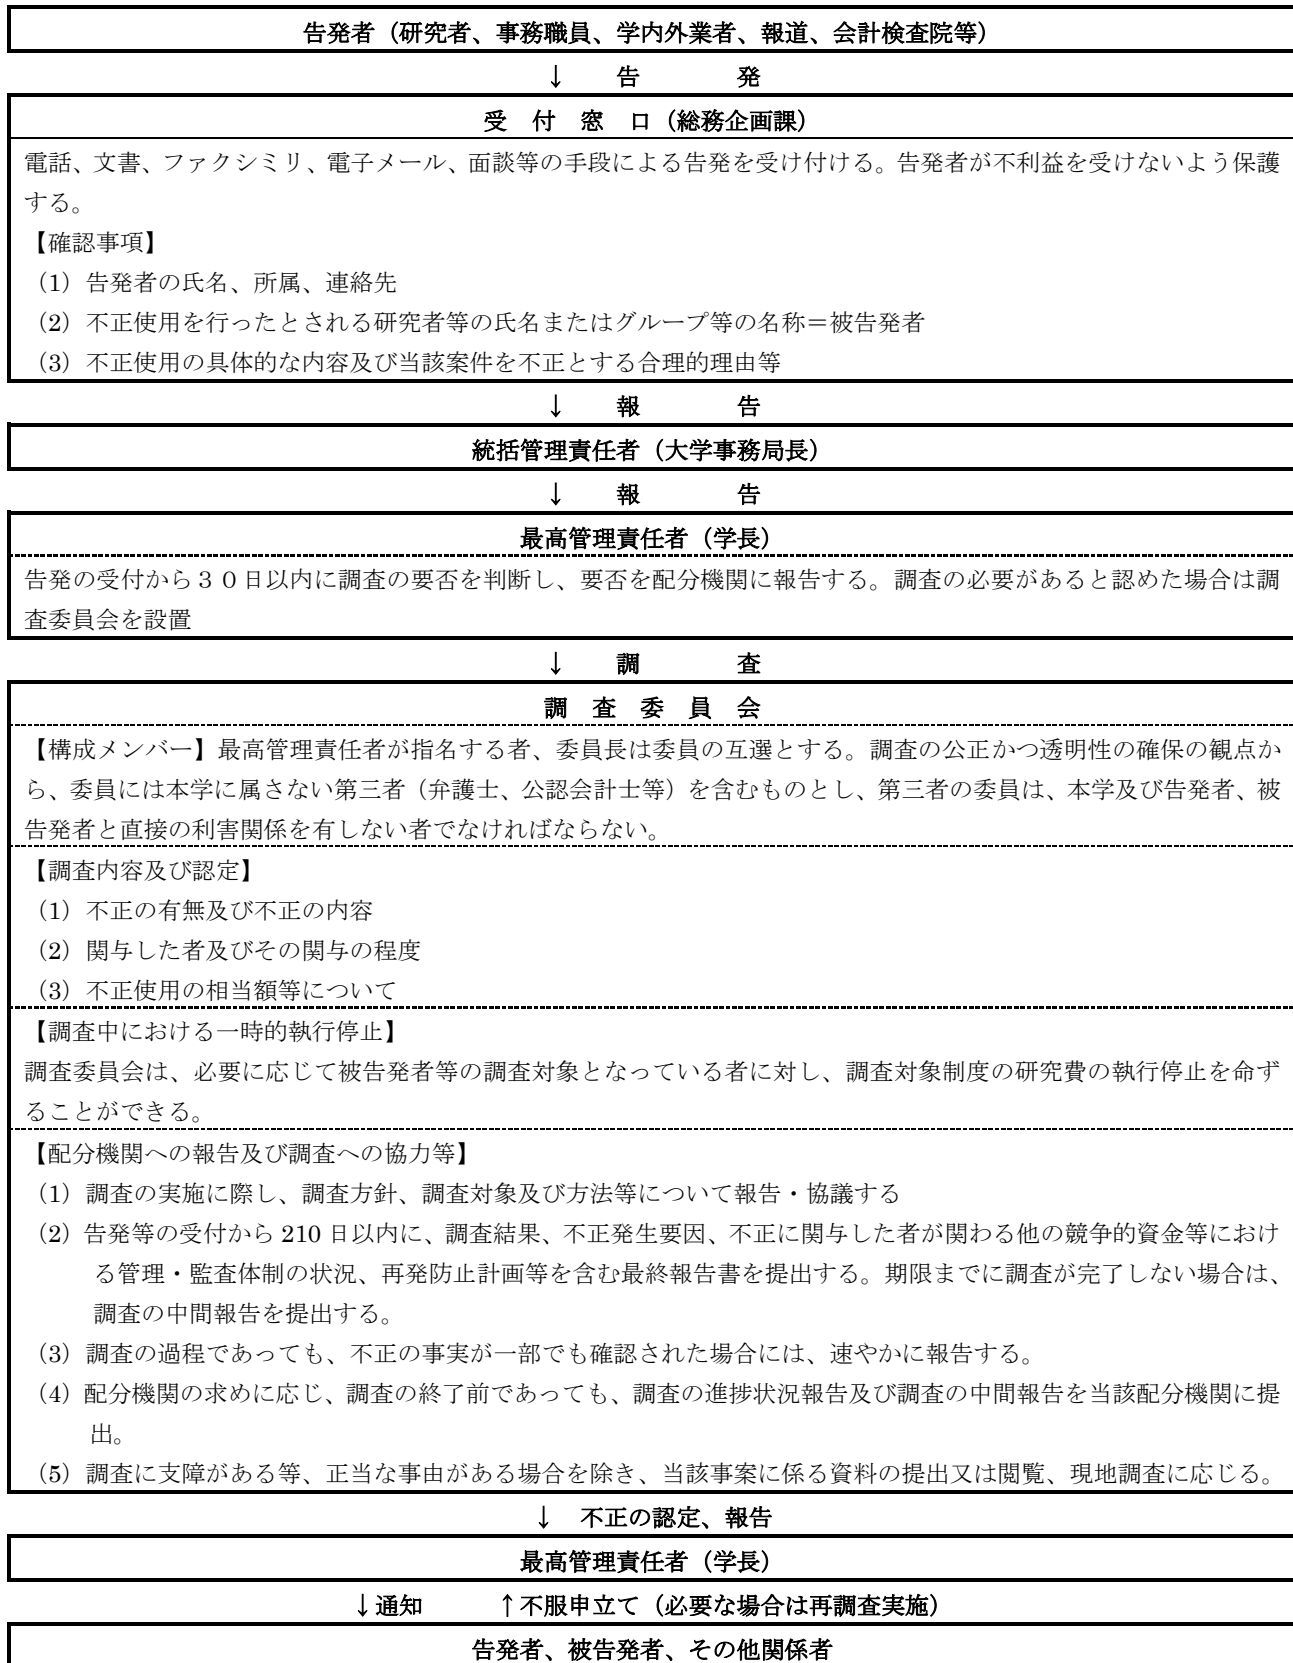 告発者（研究者、事務職員、学内外業者、報道、会計検査院等）
↓　告　　　発
受　付　窓　口（総務企画課）
電話、文書、ファクシミリ、電子メール、面談等の手段による告発を受け付ける。告発者が不利益を受けないよう保護
する。
【確認事項】
（1）告発者の氏名、所属、連絡先
（2）不正使用を行ったとされる研究者等の氏名またはグループ等の名称＝被告発者
（3）不正使用の具体的な内容及び当該案件を不正とする合理的理由等
↓　報　　　告
統括管理責任者（大学事務局長）
↓　報　　　告
最高管理責任者（学長）
告発の受付から３０日以内に調査の要否を判断し、要否を配分機関に報告する。調査の必要があると認めた場合は調
査委員会を設置
↓　調　　　査
調　査　委　員　会
【構成メンバー】最高管理責任者が指名する者、委員長は委員の互選とする。調査の公正かつ透明性の確保の観点か
ら、委員には本学に属さない第三者（弁護士、公認会計士等）を含むものとし、第三者の委員は、本学及び告発者、被
告発者と直接の利害関係を有しない者でなければならない。
【調査内容及び認定】
（1）不正の有無及び不正の内容
（2）関与した者及びその関与の程度
（3）不正使用の相当額等について
【調査中における一時的執行停止】
調査委員会は、必要に応じて被告発者等の調査対象となっている者に対し、調査対象制度の研究費の執行停止を命ず
ることができる。
【配分機関への報告及び調査への協力等】
（1）調査の実施に際し、調査方針、調査対象及び方法等について報告・協議する
（2）告発等の受付から 210 日以内に、調査結果、不正発生要因、不正に関与した者が関わる他の競争的資金等におけ
る管理・監査体制の状況、再発防止計画等を含む最終報告書を提出する。期限までに調査が完了しない場合は、
調査の中間報告を提出する。
（3）調査の過程であっても、不正の事実が一部でも確認された場合には、速やかに報告する。
（4）配分機関の求めに応じ、調査の終了前であっても、調査の進捗状況報告及び調査の中間報告を当該配分機関に提
出。
（5）調査に支障がある等、正当な事由がある場合を除き、当該事案に係る資料の提出又は閲覧、現地調査に応じる。
↓　不正の認定、報告
最高管理責任者（学長）
↓通知　　　↑不服申立て（必要な場合は再調査実施）
告発者、被告発者、その他関係者